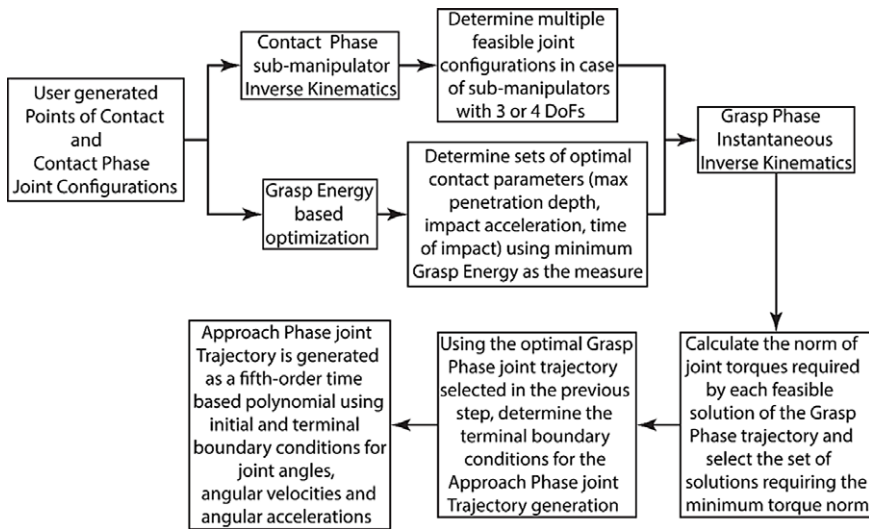 User generated
Points of Contact
and
Contact Phase
Joint Configurations
Contact Phase
sub-manipulator
Inverse Kinematics
Determine multiple
feasible joint
configurations in case
of sub-manipulators
with 3 or 4 DoFs
Grasp Energy
based
optimization
Determine sets of optimal
contact parameters (max
penetration depth,
impact acceleration, time
of impact) using minimum
Grasp Energy as the measure
Grasp Phase
Instantaneous
Inverse Kinematics
Calculate the norm of
joint torques required
by each feasible
solution of the Grasp
Phase trajectory and
select the set of
solutions requiring the
minimum torque norm
Using the optimal Grasp
Phase joint trajectory
selected in the previous
step, determine the
terminal boundary
conditions for the
Approach Phase joint
Trajectory generation
Approach Phase joint
Trajectory is generated
as a fifth-order time
based polynomial using
initial and terminal
boundary conditions for
joint angles,
angular velocities and
angular accelerations